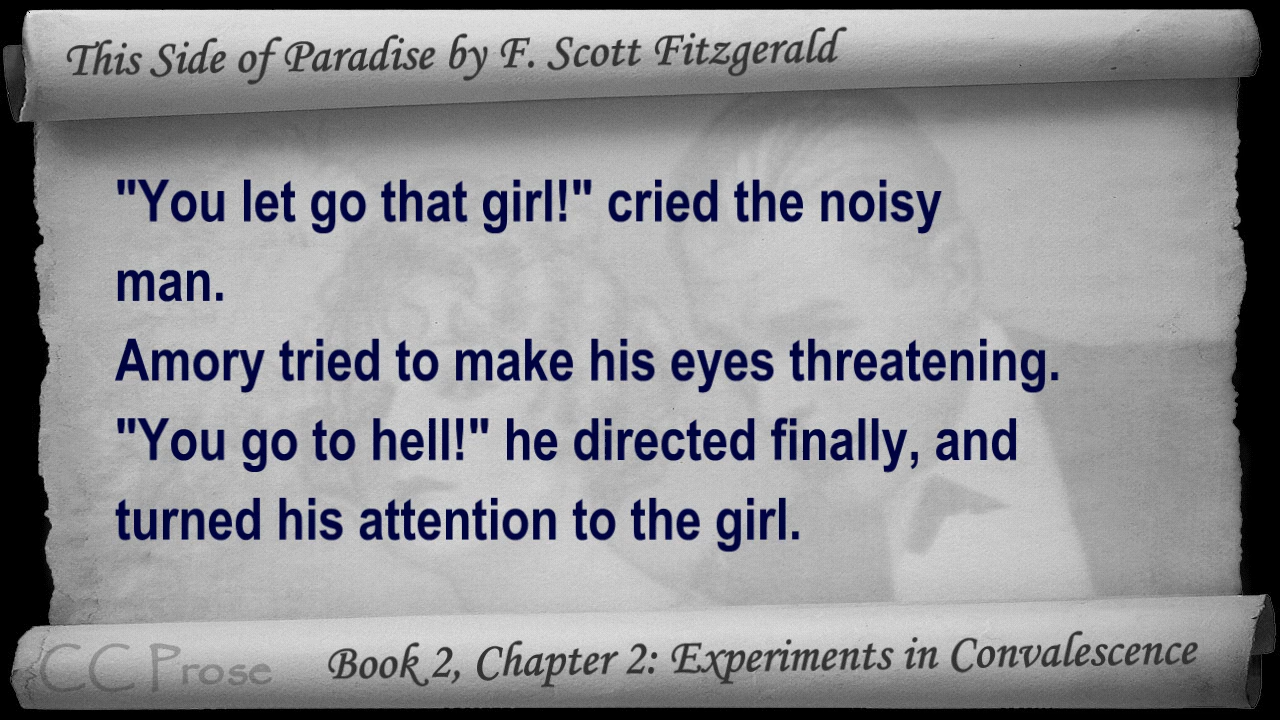 This Side of Paradise by F. Scott Fitzgerald
"You let go that girl!" cried the noisy
man.
Amory tried to make his eyes threatening.
"You go to hell!" he directed finally, and
turned his attention to the girl.
CC Prose
Book 2, Chapter 2: Experiments in Convalescence